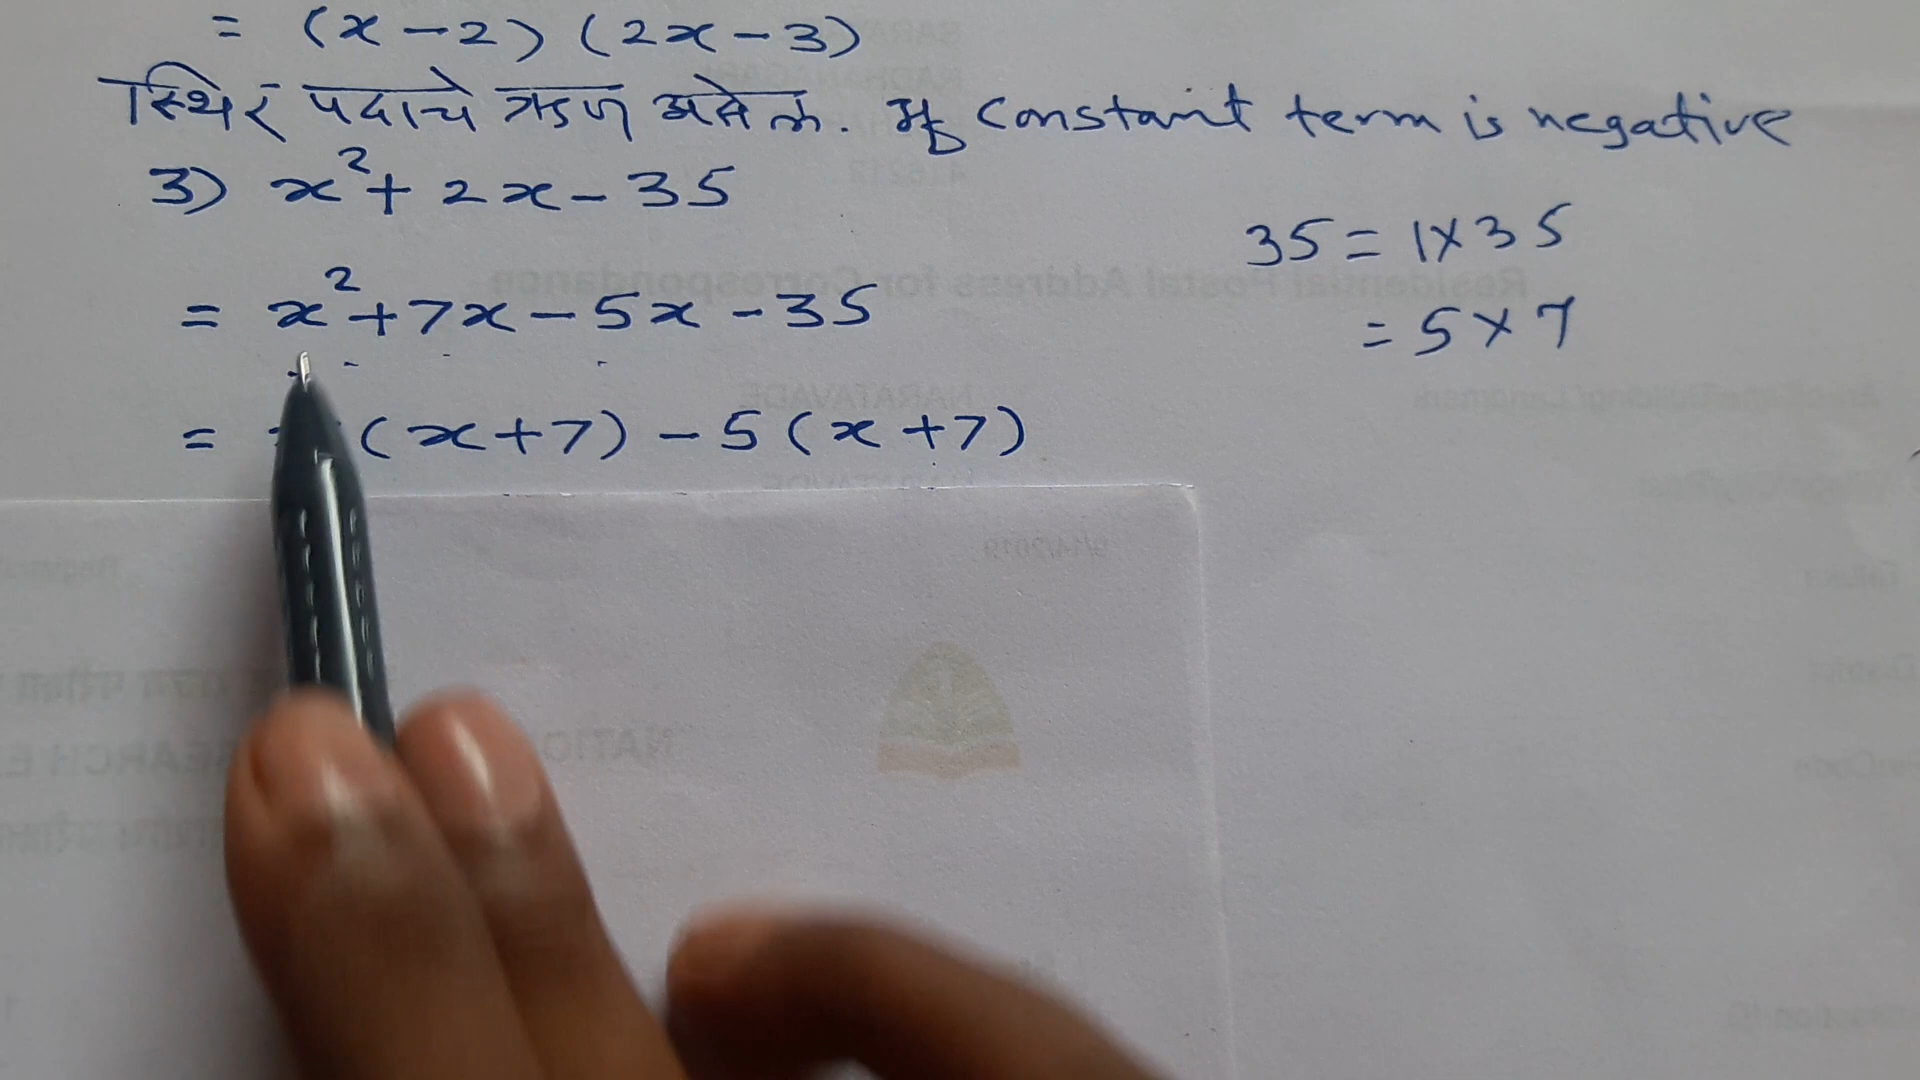 = (x-2) (2x-3)
स्थिर पदाचे ऋण असेल. If constant term is negative
3) x²+ 2x-35
35 = 1×35
= x²+7x-5x-35
= 5×7
= (x+7) - 5(x+7)